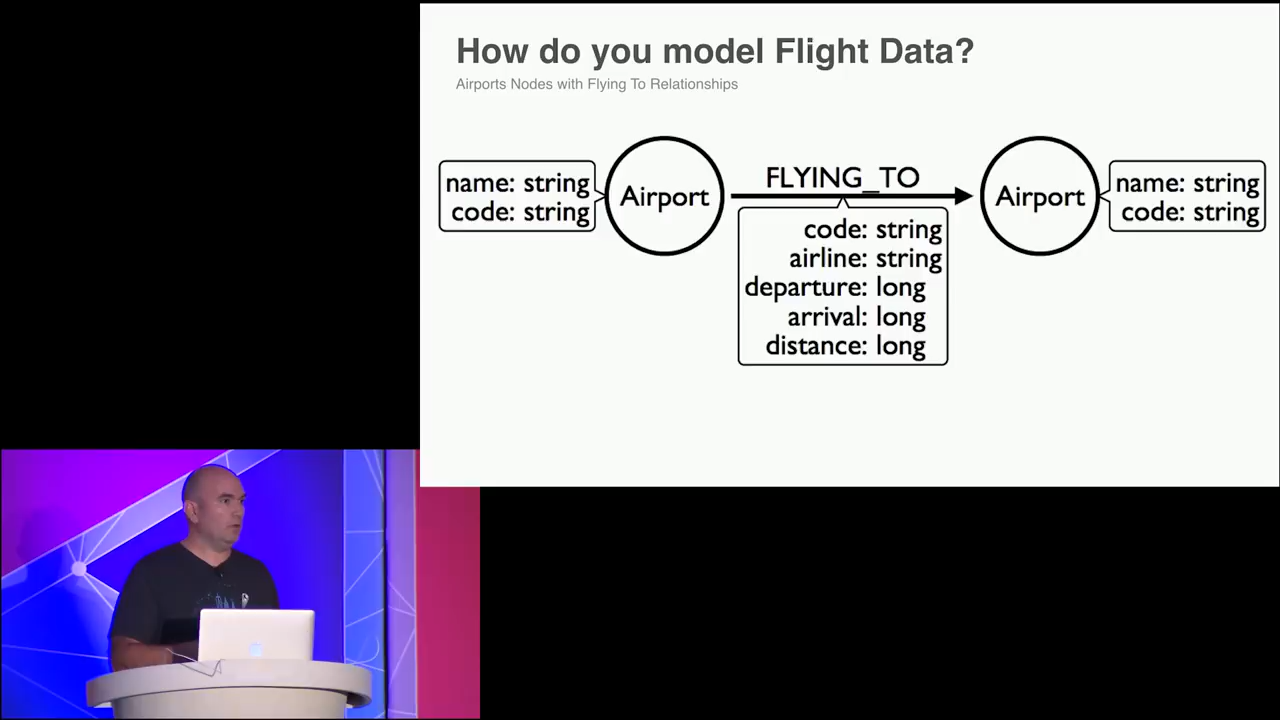 How do you model Flight Data?
Airports Nodes with Flying To Relationships
name: string
code: string
Airport
FLYING_TO
code: string
airline: string
departure: long
arrival: long
distance: long
Airport
name: string
code: string